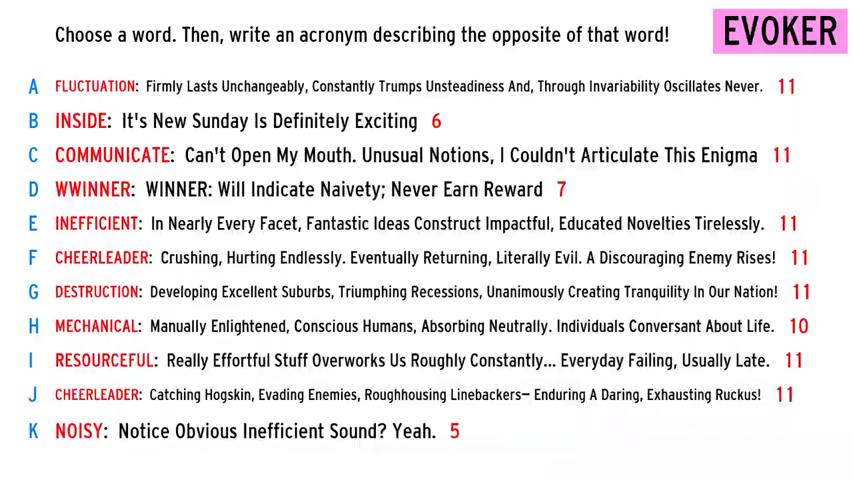 Choose a word. Then, write an acronym describing the opposite of that word!
EVOKER
A FLUCTUATION: Firmly Lasts Unchangeably, Constantly Trumps Unsteadiness And, Through Invariability Oscillates Never. 11
B INSIDE: It's New Sunday Is Definitely Exciting 6
C COMMUNICATE: Can't Open My Mouth. Unusual Notions, I Couldn't Articulate This Enigma 11
D WWINNER: WINNER: Will Indicate Naivety; Never Earn Reward 7
E INEFFICIENT: In Nearly Every Facet, Fantastic Ideas Construct Impactful, Educated Novelties Tirelessly. 11
F CHEERLEADER: Crushing, Hurting Endlessly. Eventually Returning, Literally Evil. A Discouraging Enemy Rises! 11
G DESTRUCTION: Developing Excellent Suburbs, Triumphing Recessions, Unanimously Creating Tranquility In Our Nation! 11
H MECHANICAL: Manually Enlightened, Conscious Humans, Absorbing Neutrally. Individuals Conversant About Life. 10
I RESOURCEFUL: Really Effortful Stuff Overworks Us Roughly Constantly... Everyday Failing, Usually Late. 11
J CHEERLEADER: Catching Hogskin, Evading Enemies, Roughhousing Linebackers— Enduring A Daring, Exhausting Ruckus! 11
K NOISY: Notice Obvious Inefficient Sound? Yeah. 5